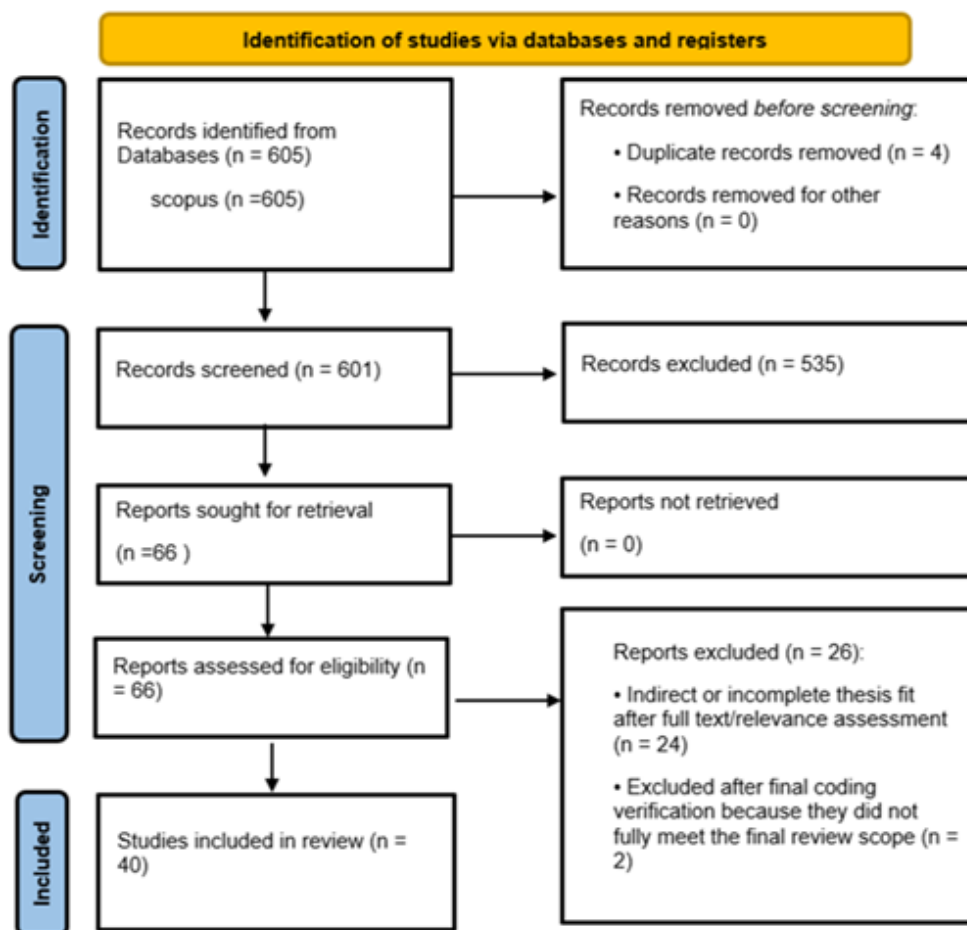 Identification of studies via databases and registers
Identification
Records identified from
Databases (n = 605)
scopus (n =605)
Records removed before screening:
• Duplicate records removed (n = 4)
• Records removed for other
reasons (n = 0)
Screening
Records screened (n = 601)
Records excluded (n = 535)
Reports sought for retrieval
(n =66 )
Reports not retrieved
(n = 0)
Reports assessed for eligibility (n
= 66)
Reports excluded (n = 26):
• Indirect or incomplete thesis fit
after full text/relevance assessment
(n = 24)
• Excluded after final coding
verification because they did not
fully meet the final review scope (n =
2)
Included
Studies included in review (n =
40)